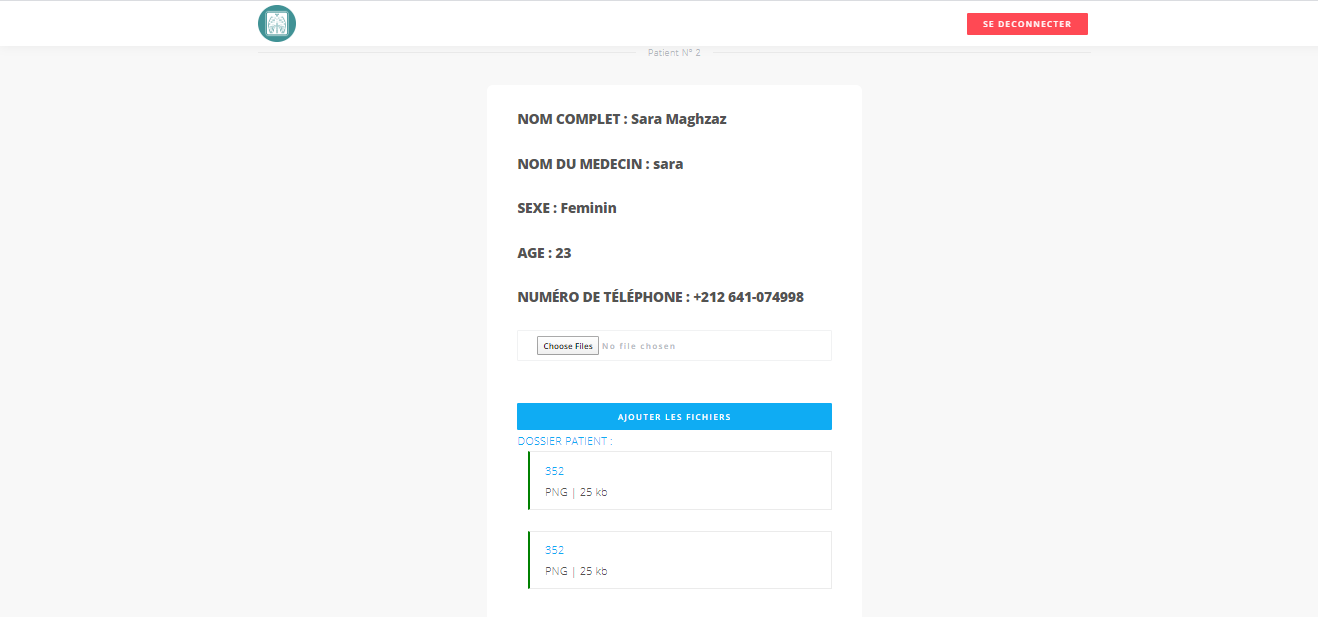 SE DECONNECTER
Patient N° 2
NOM COMPLET : Sara Maghzaz
NOM DU MEDECIN : sara
SEXE : Feminin
AGE : 23
NUMÉRO DE TÉLÉPHONE : +212 641-074998
Choose Files No file chosen
AJOUTER LES FICHIERS
DOSSIER PATIENT :
352
PNG | 25 kb
352
PNG | 25 kb